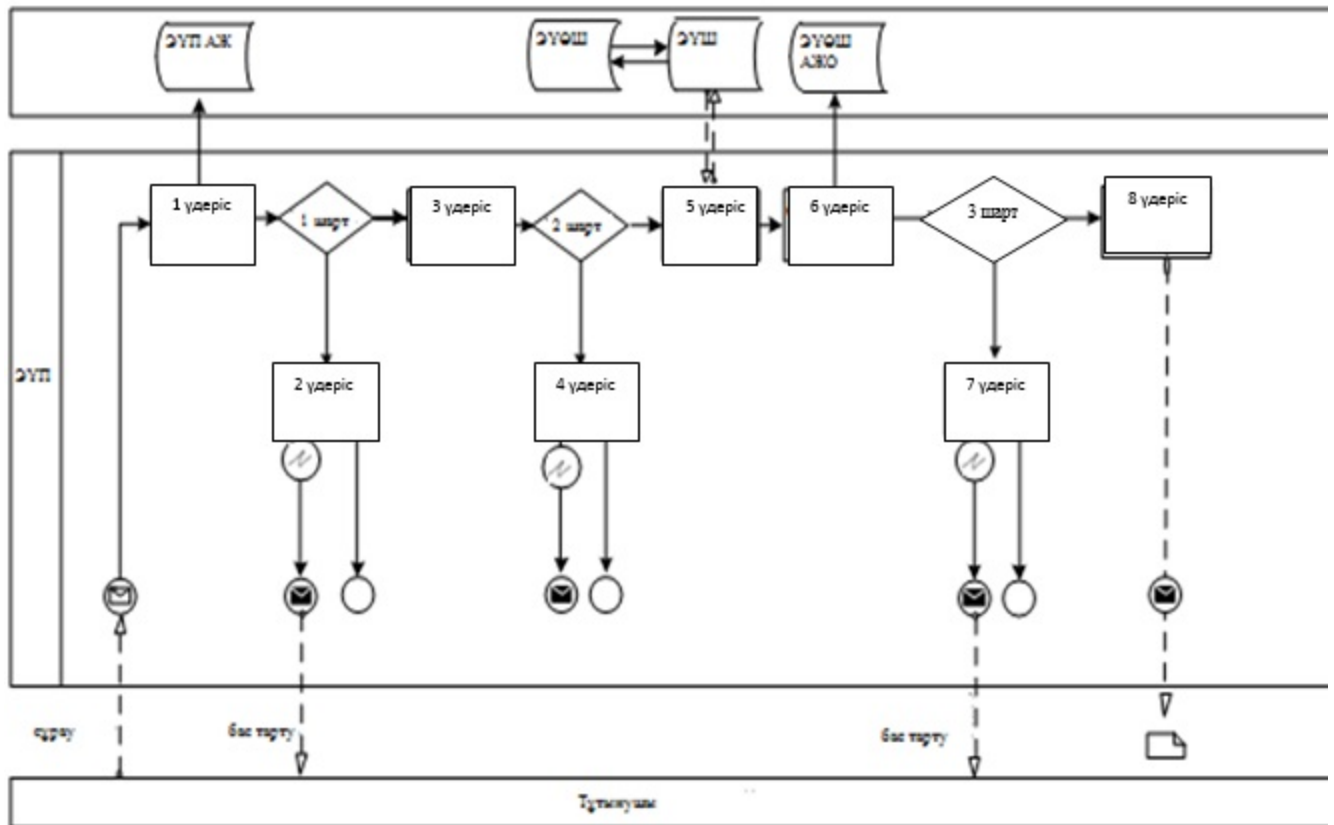 ЭҮП АЖ
ЭҮӨШ
ЭҮШ
ЭҮӨШ
АЖО
1 үдеріс
1 шарт
3 үдеріс
2 шарт
5 үдеріс
6 үдеріс
3 шарт
8 үдеріс
ЭҮП
2 үдеріс
4 үдеріс
7 үдеріс
сұрау
бас тарту
бас тарту
Тұтынушы